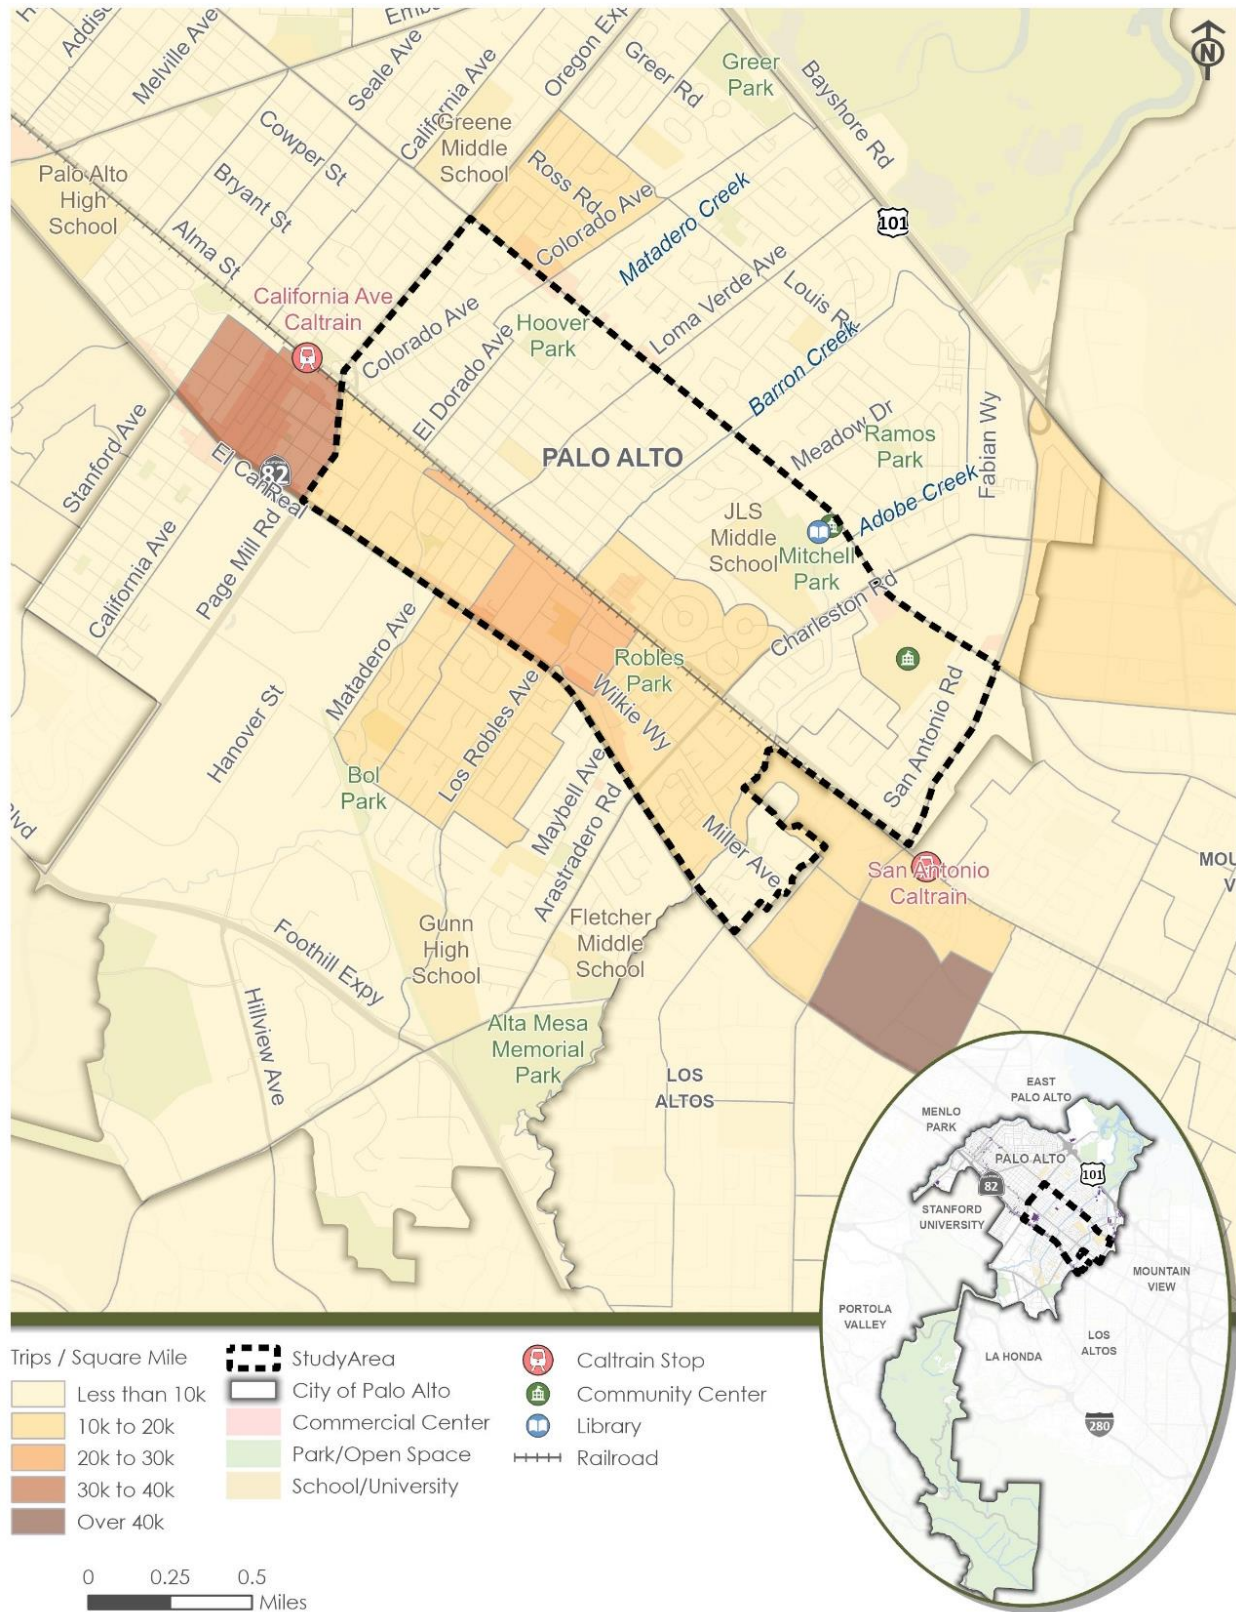 Addiso
Melville Ave
Seale Ave
Emb
California Ave
Oregon Exp
Greer Rd
Greer
Park
Bayshore Rd
N
Greene
Middle
School
Cowper St
Bryant St
Palo Alto
High
School
Alma St
Ross Rd
Colorado Ave
Matadero Creek
101
California Ave
Caltrain
Colorado Ave
Hoover
Park
Loma Verde Ave
Louis R
El Dorado Ave
Barron Creek
Stanford Ave
PALO ALTO
Meadow Dr
Ramos
Park
Fabian Wy
CALIFORNIA
82
El Ca
Real
Page Mill Rd
California Ave
JLS
Middle
School
Mitchell
Park
Adobe Creek
Charleston Rd
Matadero Ave
Robles
Park
Wilkie Wy
Los Robles Ave
San Antonio Rd
Hanover St
Bol
Park
Maybell Ave
Arastradero Rd
Miller Ave
Blvd
San Antonio
Caltrain
MOU
V
Gunn
High
School
Fletcher
Middle
School
Foothill Expy
Hillview Ave
Alta Mesa
Memorial
Park
LOS
ALTOS
EAST
PALO ALTO
MENLO
PARK
PALO ALTO
101
82
STANFORD
UNIVERSITY
MOUNTAIN
VIEW
PORTOLA
VALLEY
LOS
ALTOS
LA HONDA
280
Trips / Square Mile
Less than 10k
10k to 20k
20k to 30k
30k to 40k
Over 40k
StudyArea
City of Palo Alto
Commercial Center
Park/Open Space
School/University
Caltrain Stop
Community Center
Library
Railroad
0 0.25 0.5
Miles